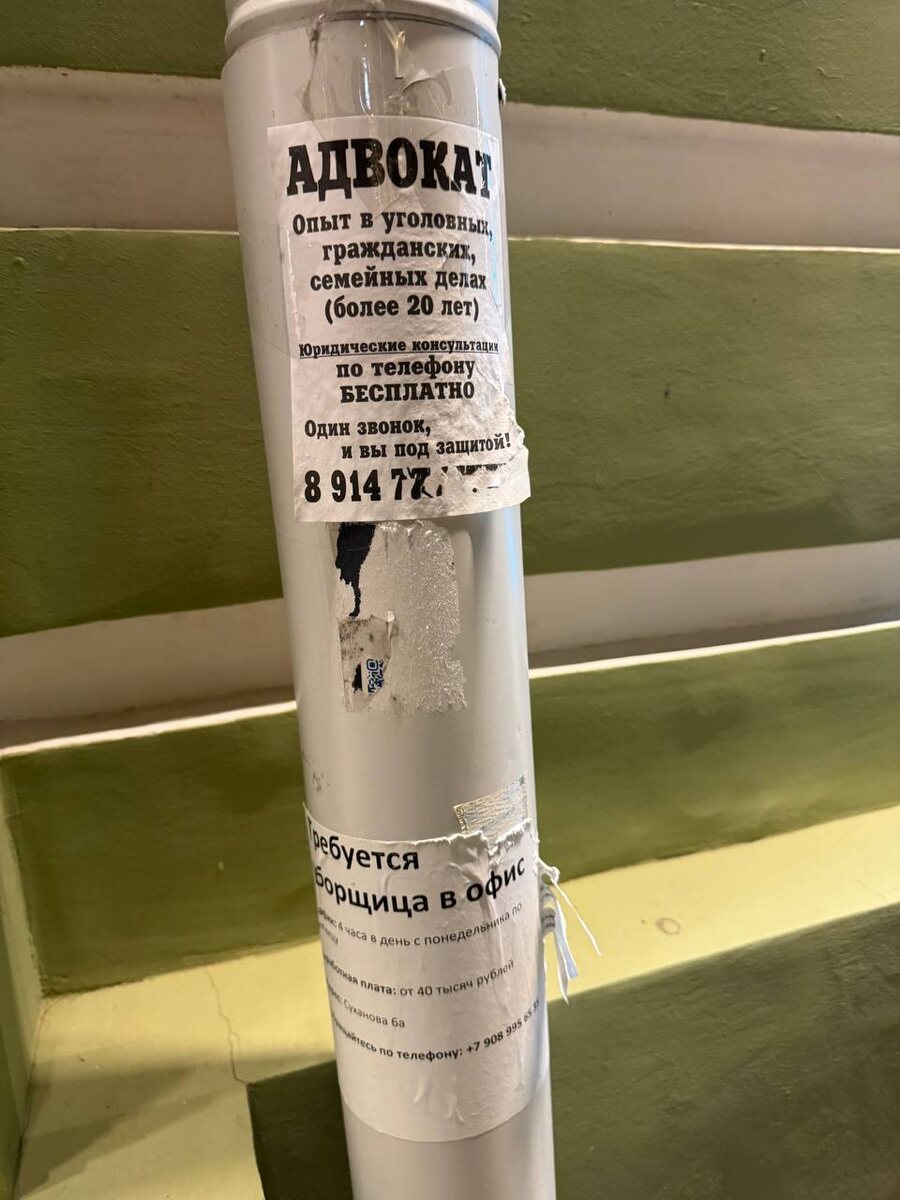 АДВОКАТ
Опыт в уголовных,
гражданских,
семейных делах
(более 20 лет)
Юридические консультации
по телефону
БЕСПЛАТНО
Один звонок,
и вы под защитой!
8 914 77
Требуется
борщица в офис
4 часа в день с понедельника по
плата: от 40 тысяч рублей
Суханова 6а
по телефону: +7 908 995 65